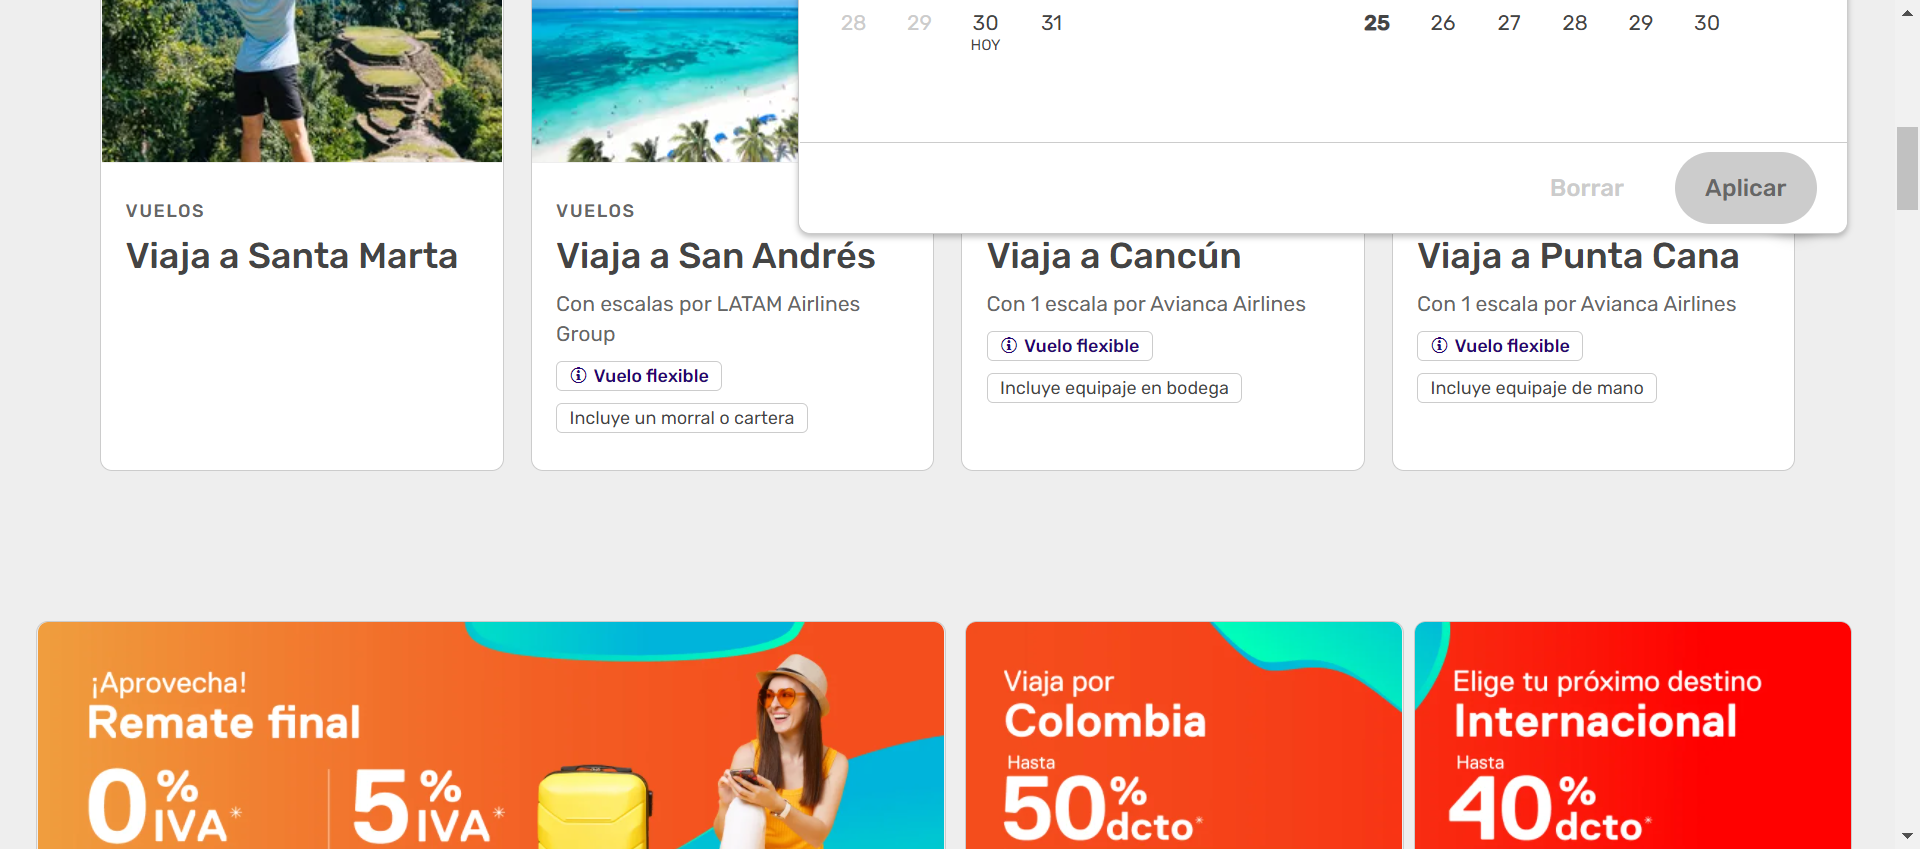 28 29 30 31 25 26 27 28 29 30
HOY
Borrar Aplicar
VUELOS
Viaja a Santa Marta
VUELOS
Viaja a San Andrés
Con escalas por LATAM Airlines
Group
Vuelo flexible
Incluye un morral o cartera
Viaja a Cancún
Con 1 escala por Avianca Airlines
Vuelo flexible
Incluye equipaje en bodega
Viaja a Punta Cana
Con 1 escala por Avianca Airlines
Vuelo flexible
Incluye equipaje de mano
¡Aprovecha!
Remate final
0% IVA* 5% IVA*
Viaja por
Colombia
Hasta
50% dcto*
Elige tu próximo destino
Internacional
Hasta
40% dcto*